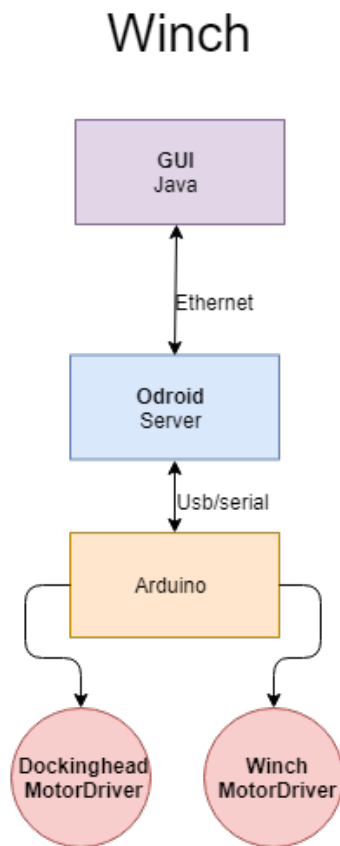 Winch
GUI
Java
Ethernet
Odroid
Server
Usb/serial
Arduino
Dockinghead
MotorDriver
Winch
MotorDriver